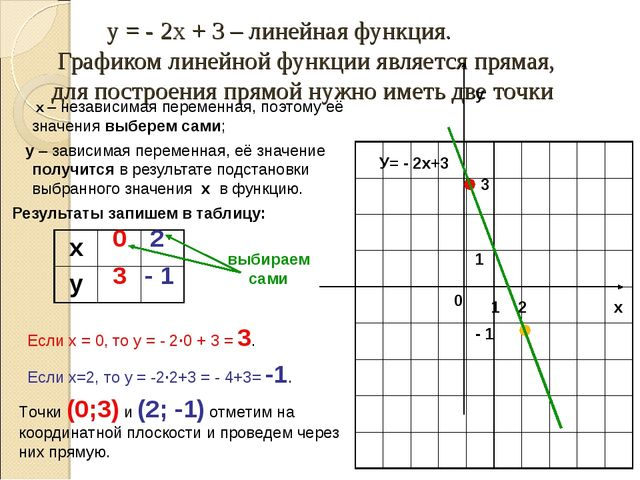 у = - 2х + 3 – линейная функция.
Графиком линейной функции является прямая,
для построения прямой нужно иметь две точки
х – независимая переменная, поэтому её
значения выберем сами;
у – зависимая переменная, её значение
получится в результате подстановки
выбранного значения х в функцию.
Результаты запишем в таблицу:
х 0 2
у 3 - 1
выбираем
сами
Если х = 0, то у = - 2·0 + 3 = 3.
Если х=2, то у = -2·2+3 = - 4+3= -1.
Точки (0;3) и (2; -1) отметим на
координатной плоскости и проведем через
них прямую.
у
У= - 2х+3
3
1
0
1 2 х
- 1